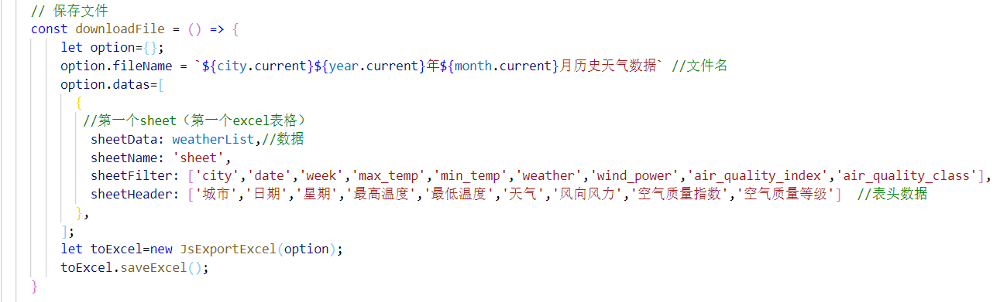 // 保存文件
const downloadFile = () => {
let option={};
option.fileName = `${city.current}${year.current}年${month.current}月历史天气数据` //文件名
option.datas=[
{
//第一个sheet（第一个excel表格）
sheetData: weatherList,//数据
sheetName: 'sheet',
sheetFilter: ['city','date','week','max_temp','min_temp','weather','wind_power','air_quality_index','air_quality_class'],
sheetHeader: ['城市','日期','星期','最高温度','最低温度','天气','风向风力','空气质量指数','空气质量等级'] //表头数据
},
];
let toExcel=new JsExportExcel(option);
toExcel.saveExcel();
}